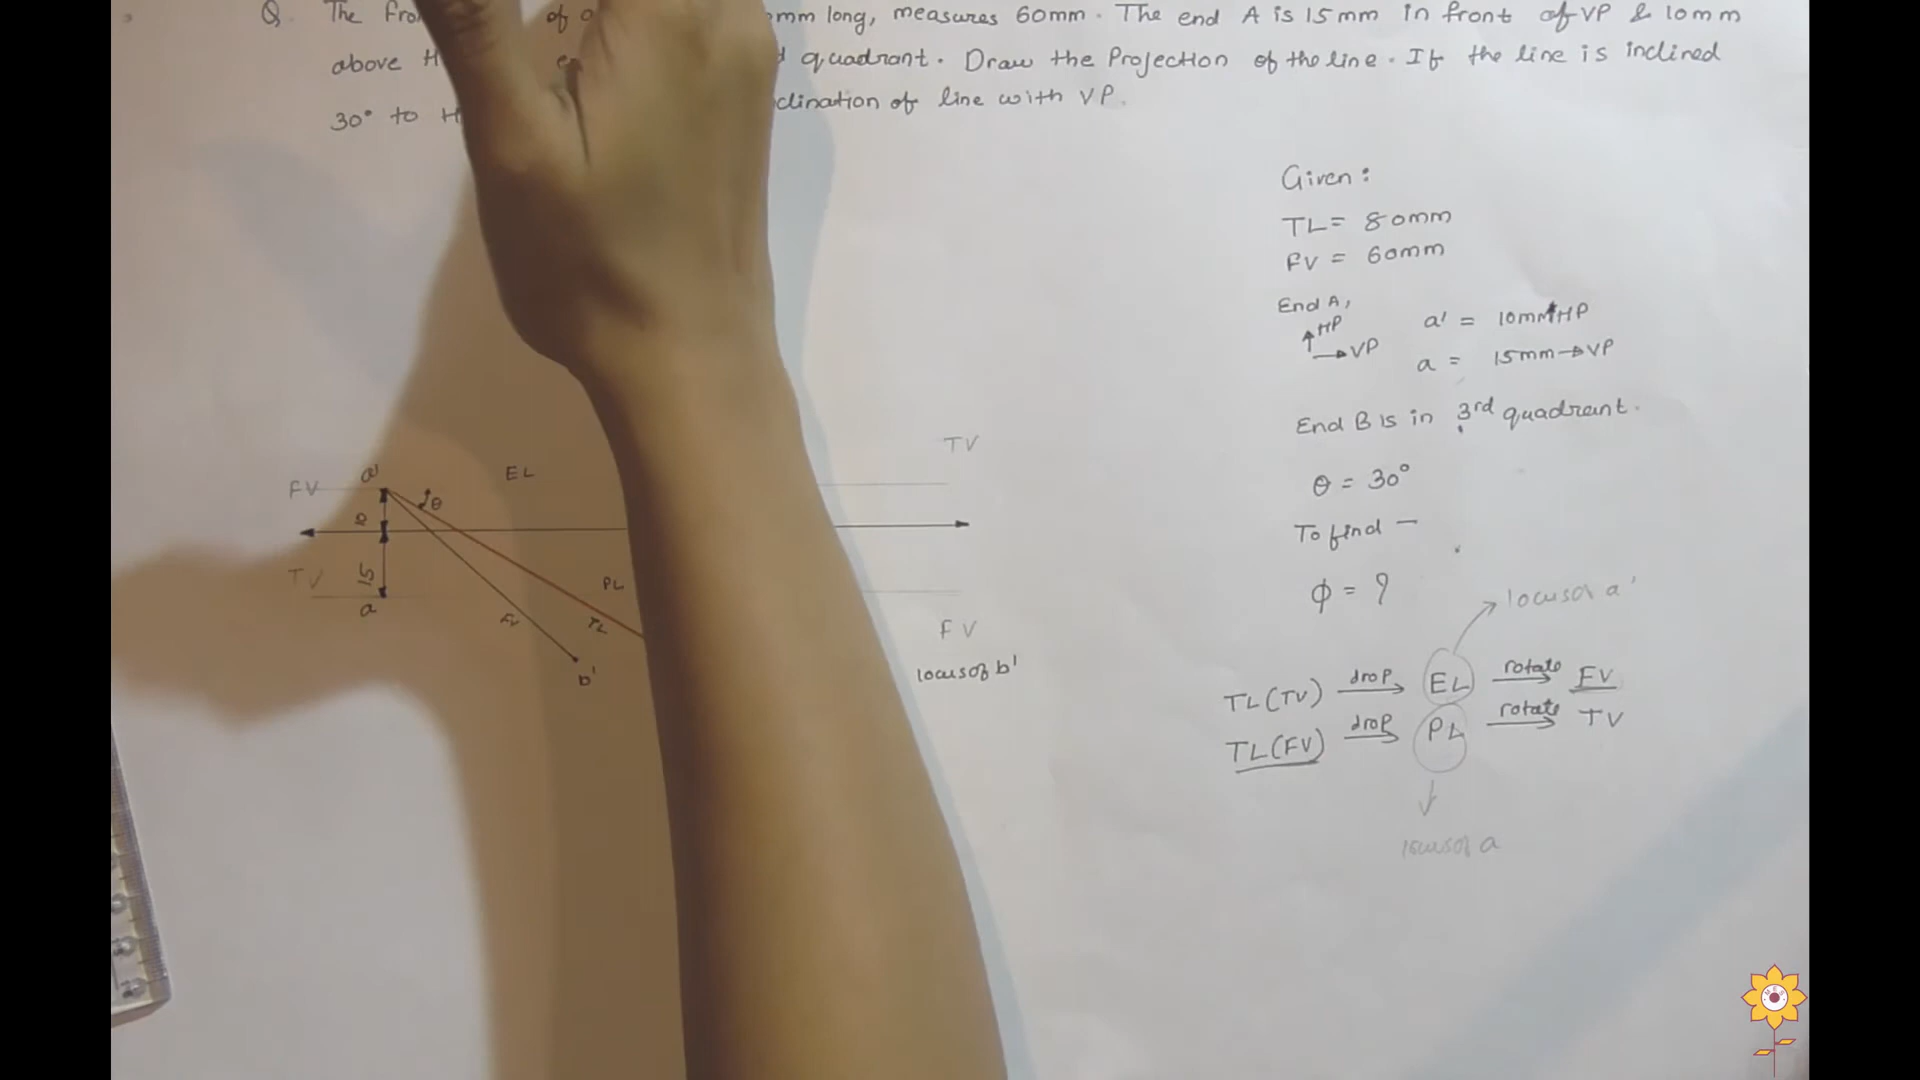 Q. The of mm long, measures 60mm. The end A is 15mm in front of VP & 10mm
above quadrant. Draw the Projection of the line. If the line is inclined
30° to clination of line with VP.
Given:
TL = 80mm
FV = 60mm
End A,
↑HP
→VP
a' = 10mm↑HP
a = 15mm→VP
End B is in 3rd quadrant.
θ = 30°
To find -
ϕ = ?
locus of a'
TL(TV) drop → EL rotate → FV
TL(FV) drop → PL rotate → TV
locus of a
TV
FV a' EL
θ
10
TV 15 PL
a FV TL
b'
FV
locus of b'